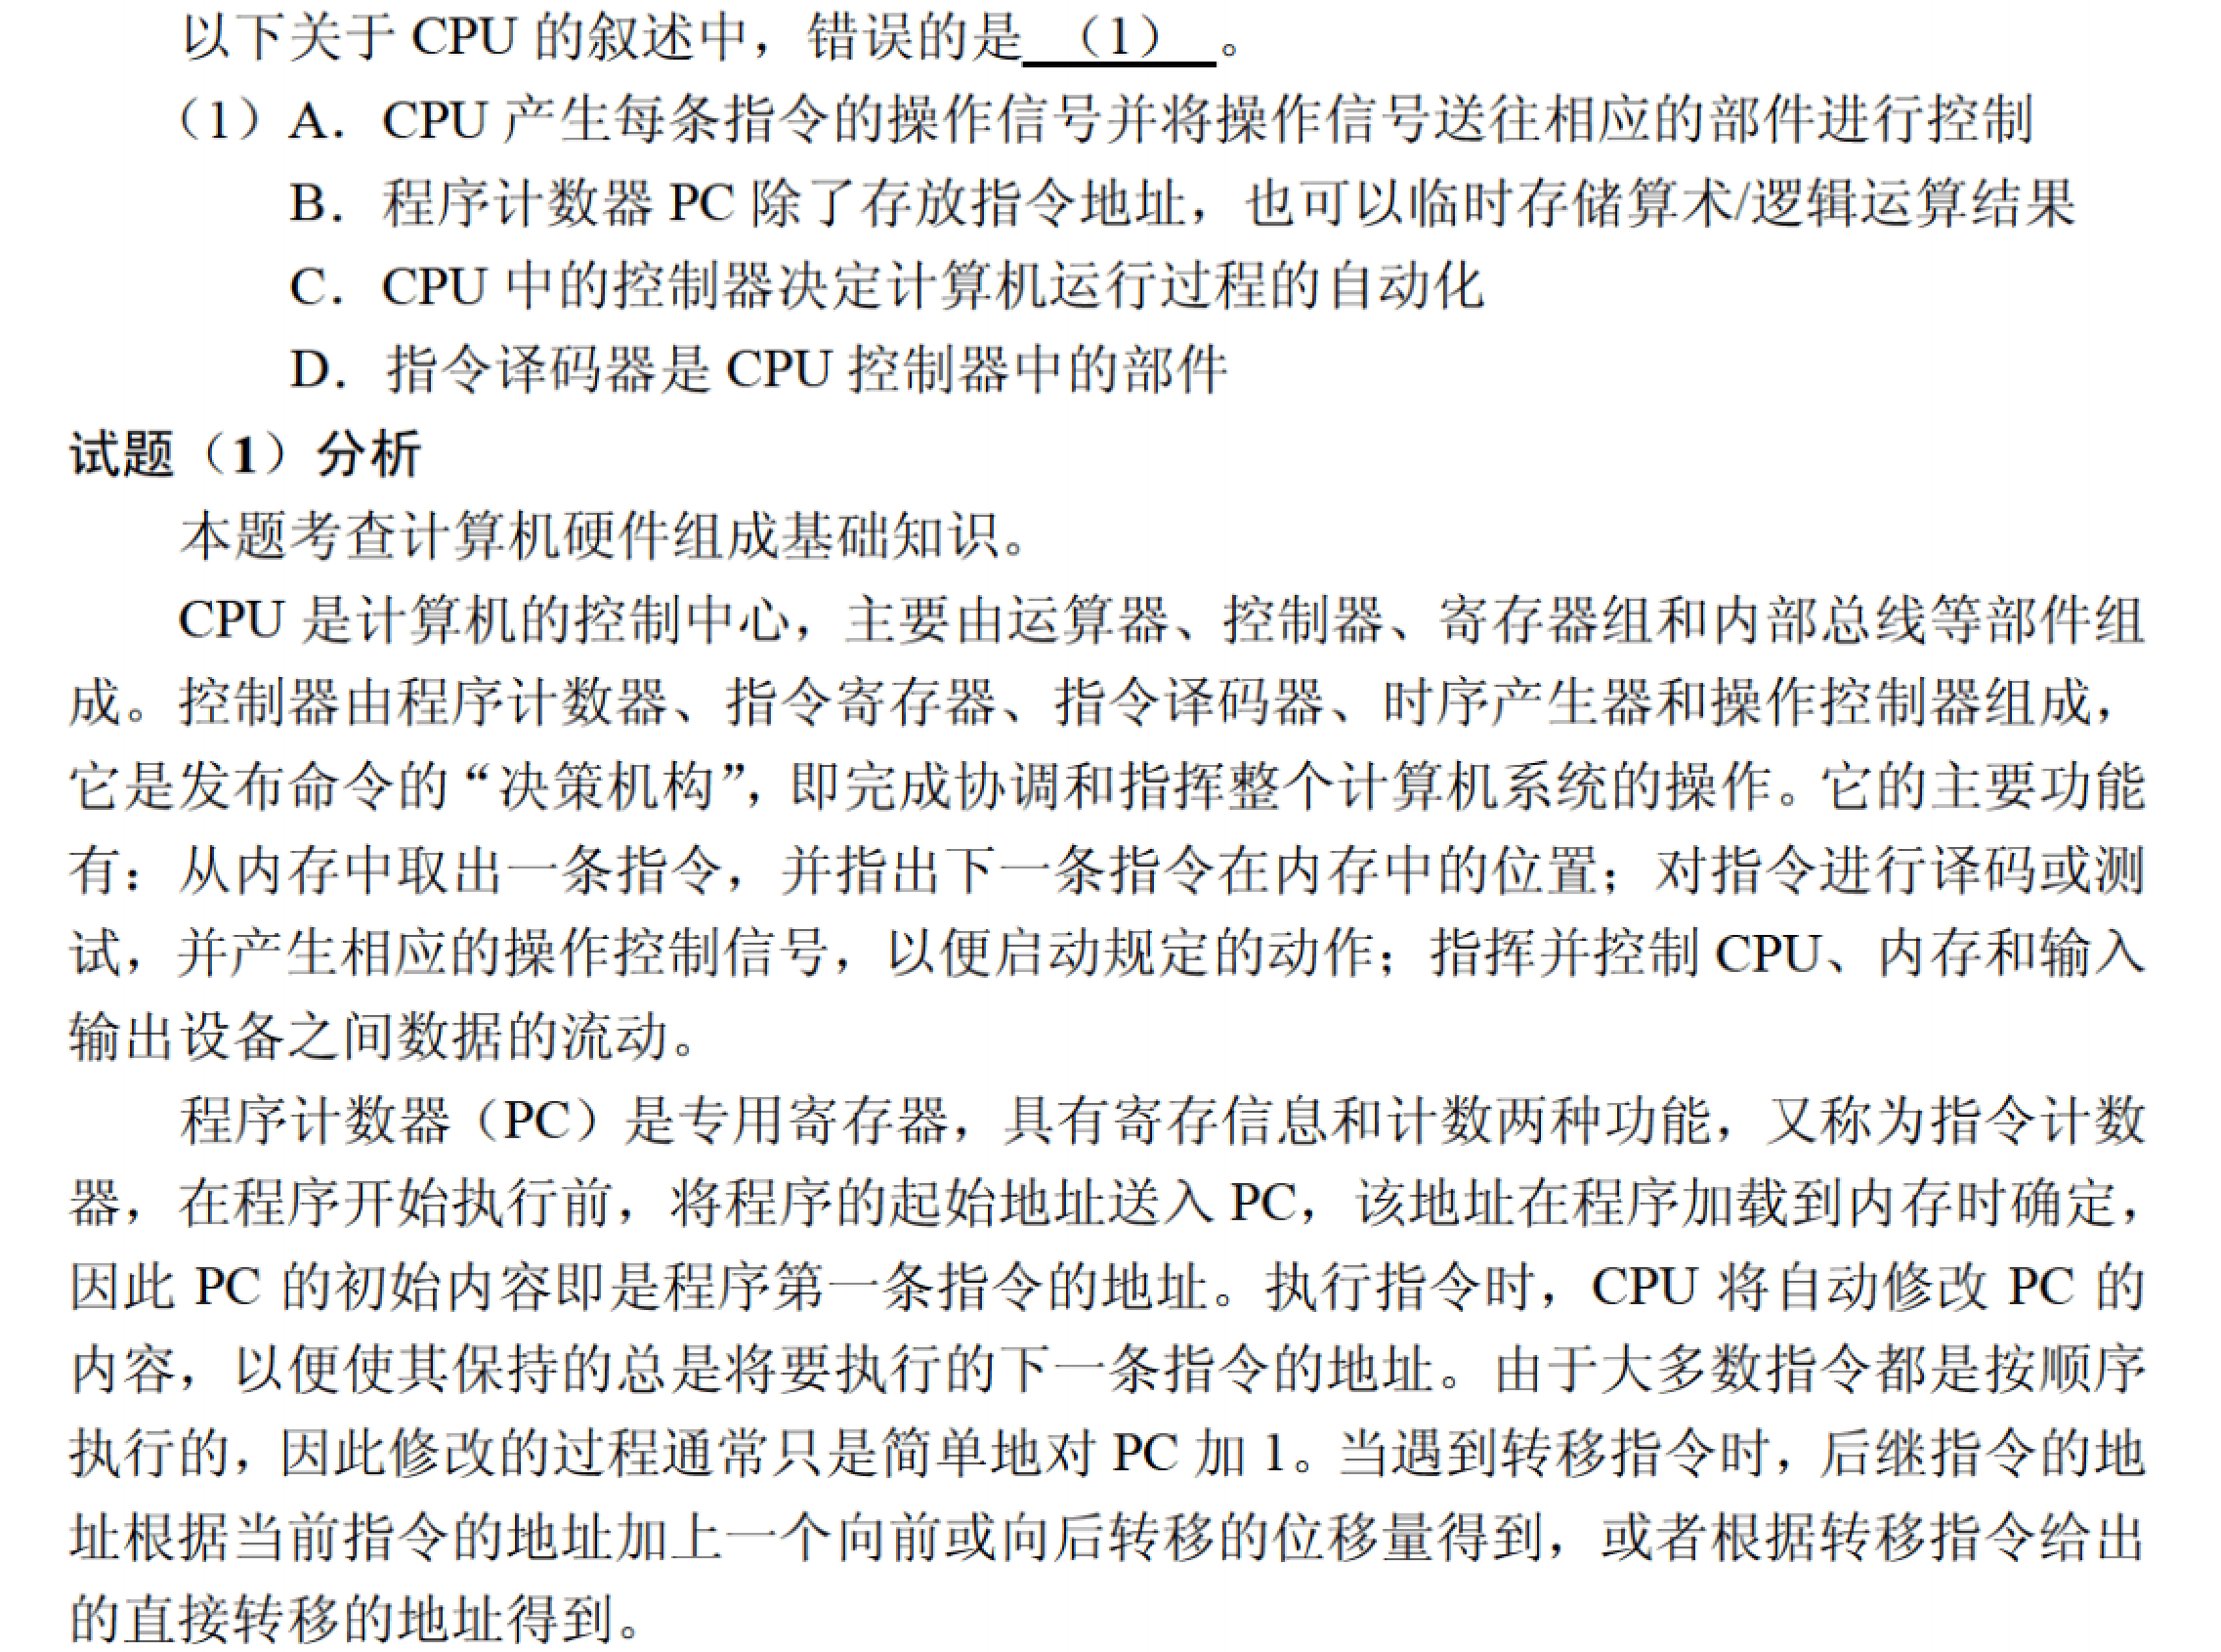 以下关于 CPU 的叙述中，错误的是 （1） 。
（1）A． CPU 产生每条指令的操作信号并将操作信号送往相应的部件进行控制
B． 程序计数器 PC 除了存放指令地址，也可以临时存储算术/逻辑运算结果
C． CPU 中的控制器决定计算机运行过程的自动化
D． 指令译码器是 CPU 控制器中的部件
试题（1）分析
本题考查计算机硬件组成基础知识。
CPU 是计算机的控制中心，主要由运算器、控制器、寄存器组和内部总线等部件组
成。控制器由程序计数器、指令寄存器、指令译码器、时序产生器和操作控制器组成，
它是发布命令的“决策机构”，即完成协调和指挥整个计算机系统的操作。它的主要功能
有：从内存中取出一条指令，并指出下一条指令在内存中的位置；对指令进行译码或测
试，并产生相应的操作控制信号，以便启动规定的动作；指挥并控制 CPU、内存和输入
输出设备之间数据的流动。
程序计数器（PC）是专用寄存器，具有寄存信息和计数两种功能，又称为指令计数
器，在程序开始执行前，将程序的起始地址送入 PC，该地址在程序加载到内存时确定，
因此 PC 的初始内容即是程序第一条指令的地址。执行指令时，CPU 将自动修改 PC 的
内容，以便使其保持的总是将要执行的下一条指令的地址。由于大多数指令都是按顺序
执行的，因此修改的过程通常只是简单地对 PC 加 1。当遇到转移指令时，后继指令的地
址根据当前指令的地址加上一个向前或向后转移的位移量得到，或者根据转移指令给出
的直接转移的地址得到。